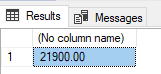 Results Messages
(No column name)
1 21900.00